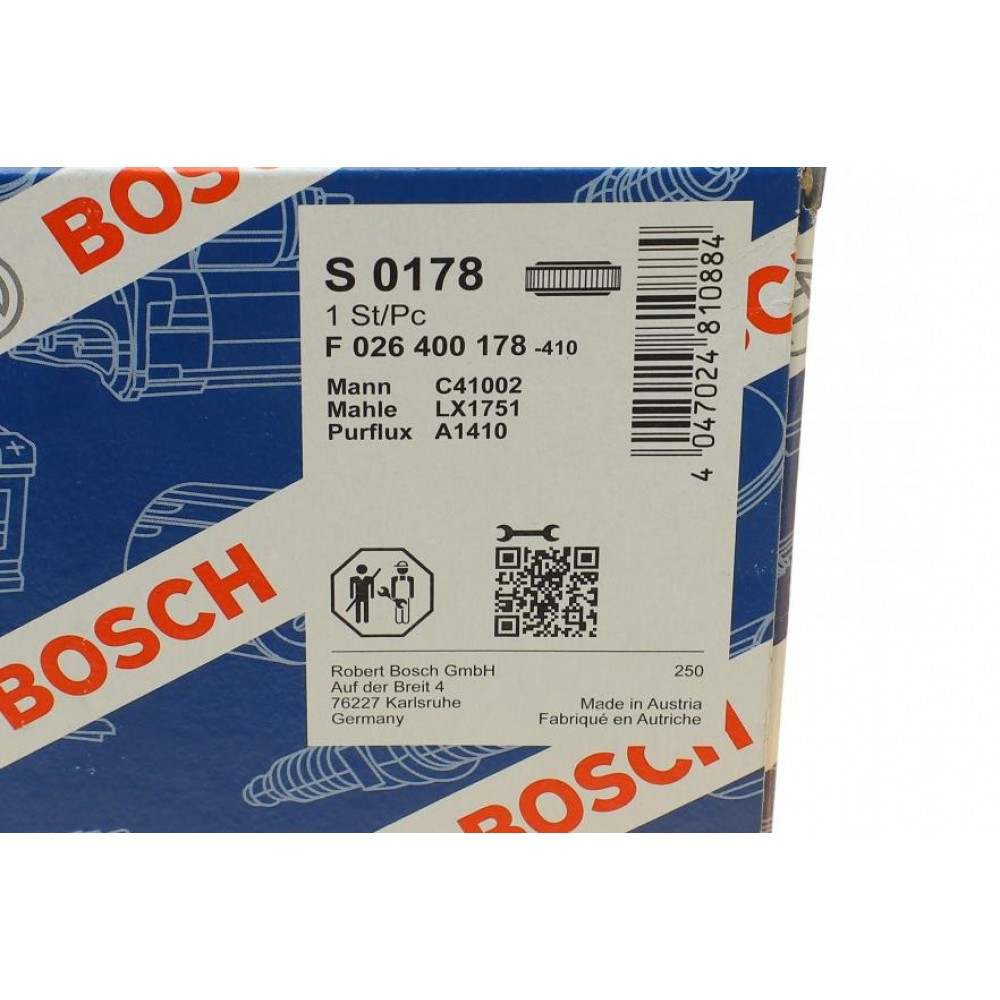 BOSCH
S 0178
1 St/Pc
F 026 400 178 -410
Mann C41002
Mahle LX1751
Purflux A1410
4 047024 810884
BOSCH
Robert Bosch GmbH
Auf der Breit 4
76227 Karlsruhe
Germany
250
Made in Austria
Fabriqué en Autriche
BOSCH